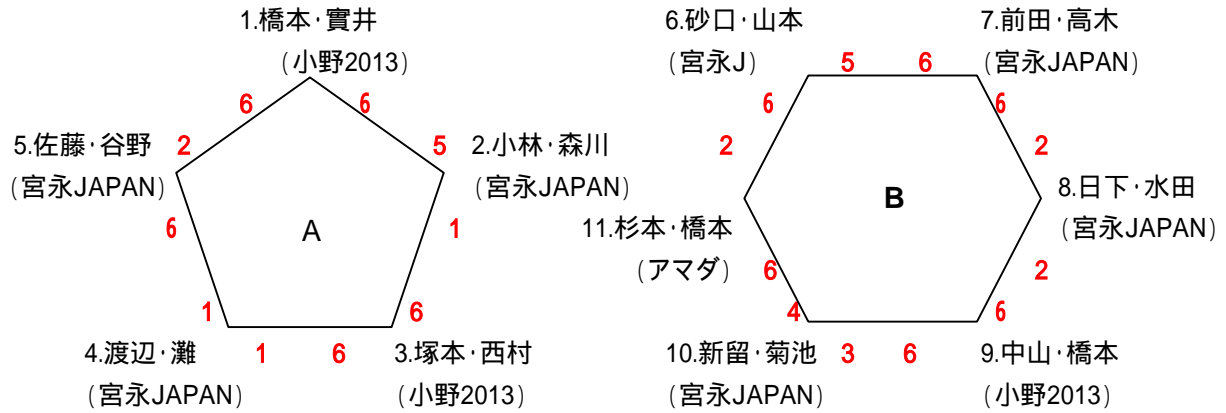 1.橋本･實井
(小野2013)
6 6
5.佐藤･谷野
(宮永JAPAN)
2 5
2.小林･森川
(宮永JAPAN)
6 A 1
1 6
4.渡辺･灘
(宮永JAPAN)
1 6
3.塚本･西村
(小野2013)
6.砂口･山本
(宮永J)
5 6
7.前田･高木
(宮永JAPAN)
6 6
2 2
8.日下･水田
(宮永JAPAN)
B
11.杉本･橋本
(アマダ)
6 2
4 6
10.新留･菊池
(宮永JAPAN)
3 6
9.中山･橋本
(小野2013)